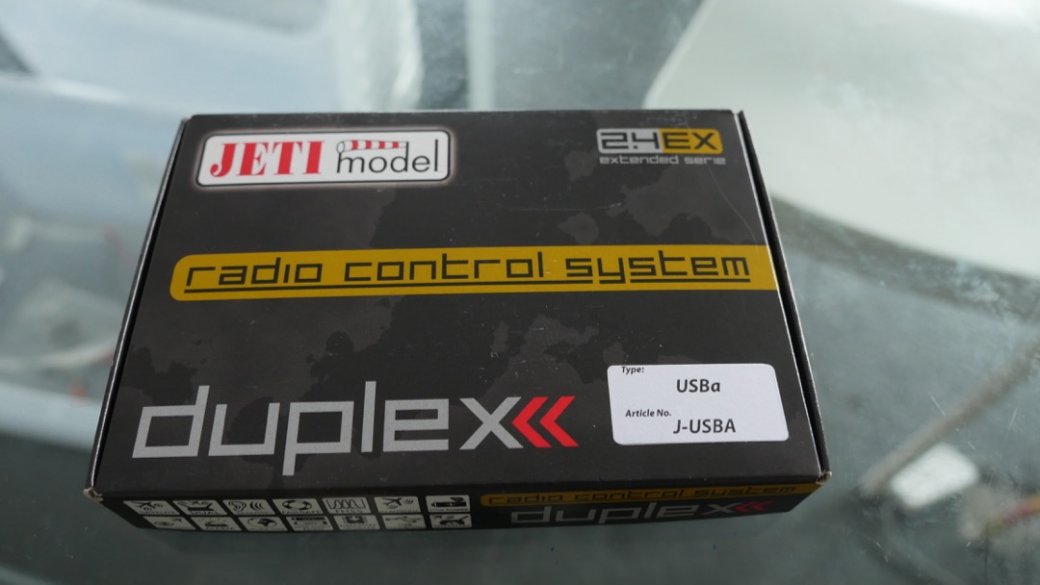 JETI model
2.4EX
extended serie
radio control system
duplex
Type:
USBa
Article No.
J-USBA
radio control system
duplex